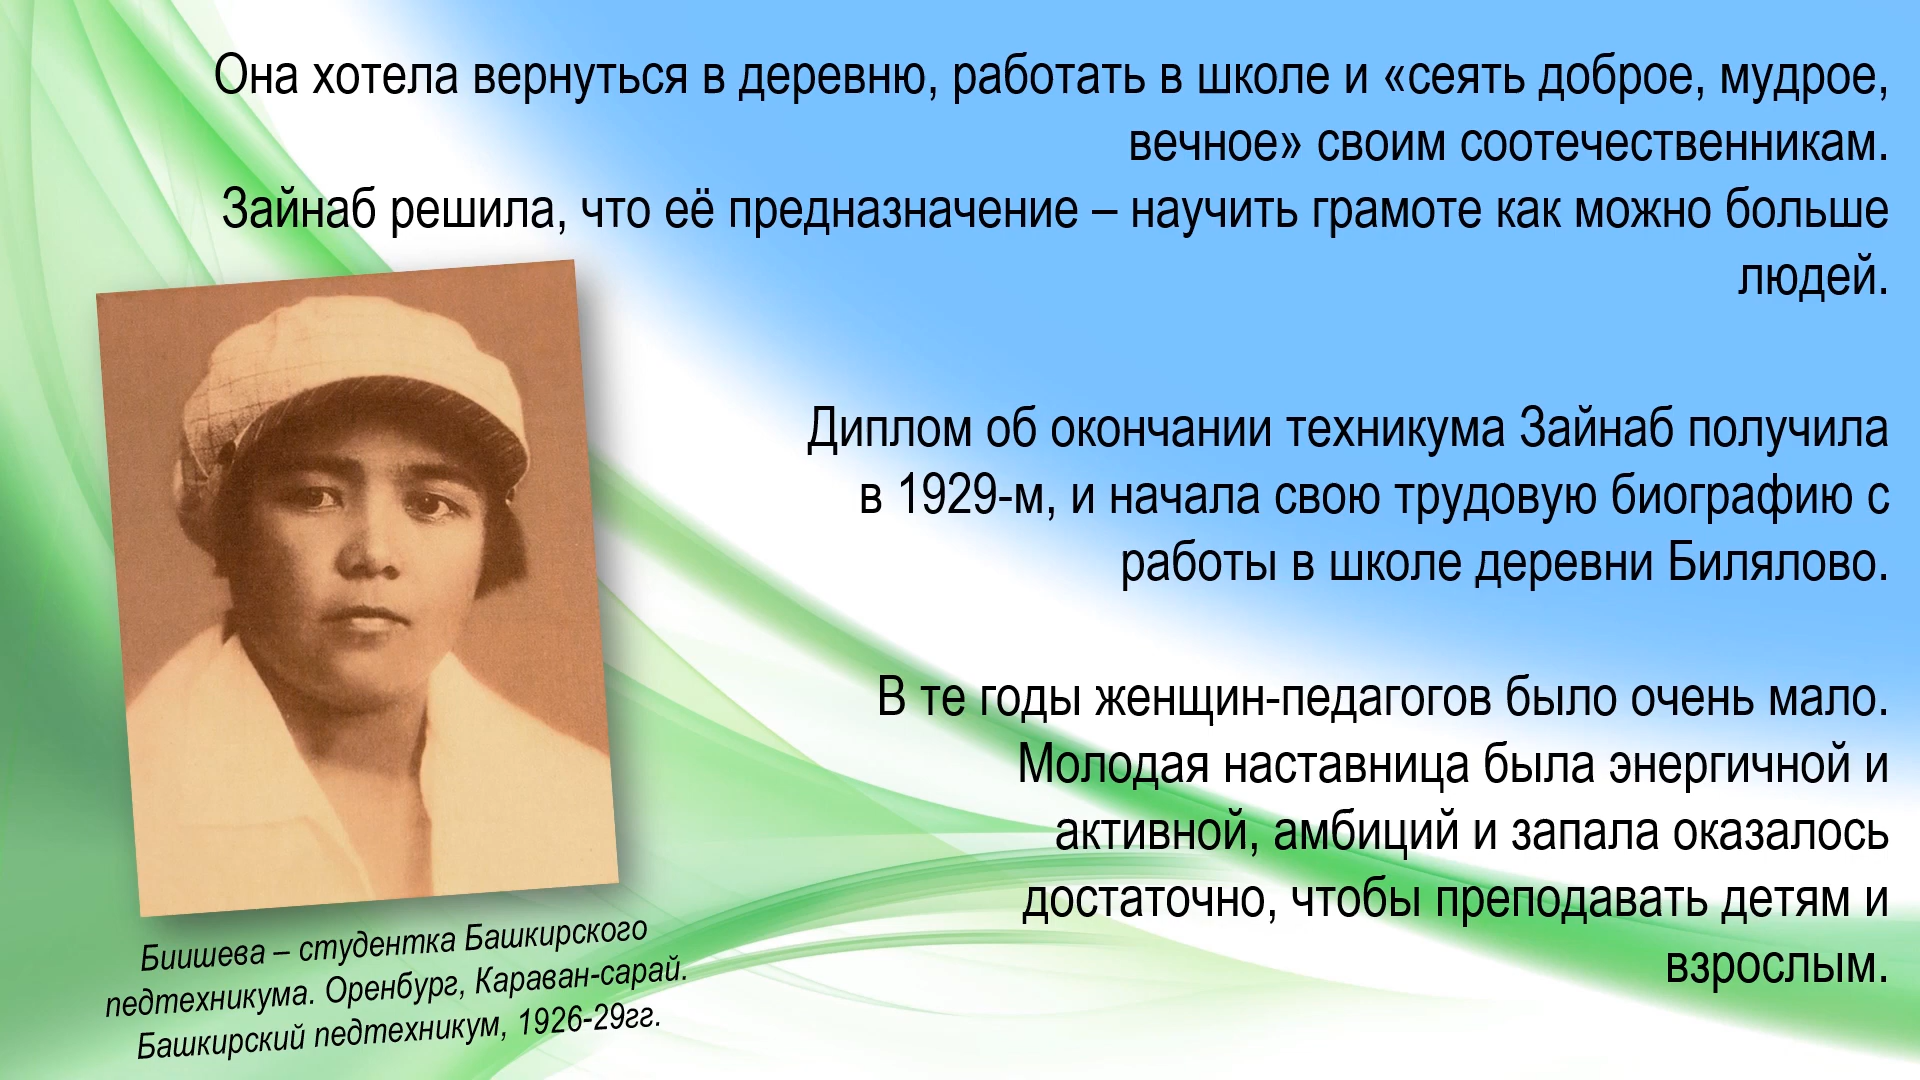 Она хотела вернуться в деревню, работать в школе и «сеять доброе, мудрое,
вечное» своим соотечественникам.
Зайнаб решила, что её предназначение – научить грамоте как можно больше
людей.
Диплом об окончании техникума Зайнаб получила
в 1929-м, и начала свою трудовую биографию с
работы в школе деревни Билялово.
В те годы женщин-педагогов было очень мало.
Молодая наставница была энергичной и
активной, амбиций и запала оказалось
достаточно, чтобы преподавать детям и
взрослым.
Биишева – студентка Башкирского
педтехникума. Оренбург, Караван-сарай.
Башкирский педтехникум, 1926-29гг.